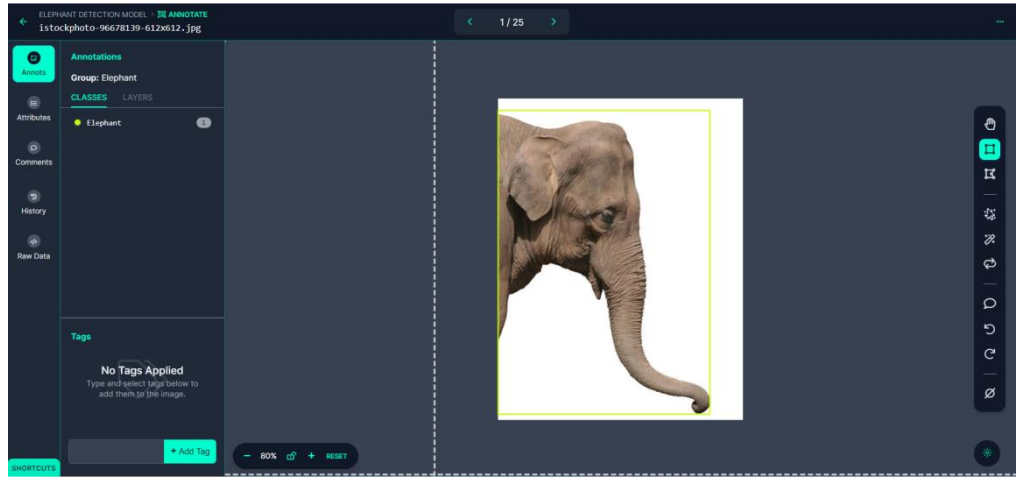 ELEPHANT DETECTION MODEL > ANNOTATE
istockphoto-96678139-612x612.jpg
1 / 25
Annots
Attributes
Comments
History
Raw Data
Annotations
Group: Elephant
CLASSES LAYERS
Elephant 1
Tags
No Tags Applied
Type and select tags below to
add them to the image.
+ Add Tag
SHORTCUTS
− 80% + RESET